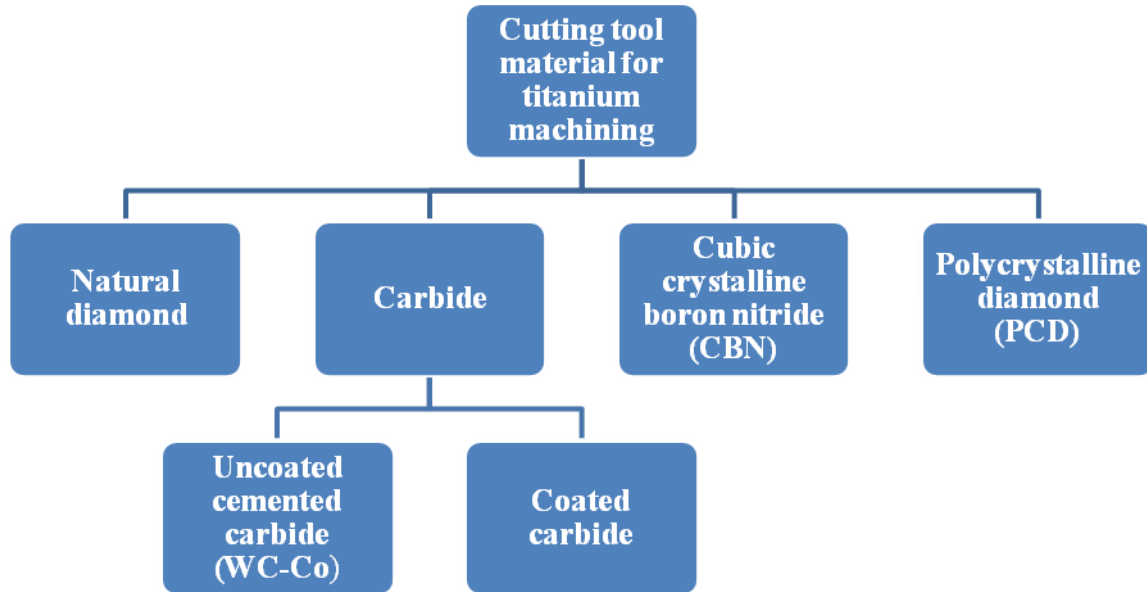 Cutting tool
material for
titanium
machining
Natural
diamond
Carbide
Cubic
crystalline
boron nitride
(CBN)
Polycrystalline
diamond
(PCD)
Uncoated
cemented
carbide
(WC-Co)
Coated
carbide